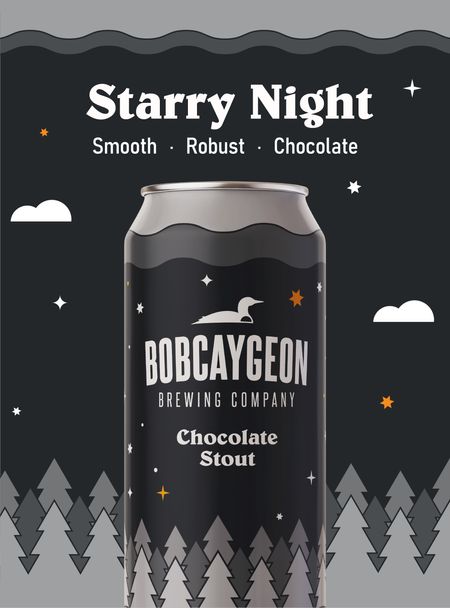 Starry Night
Smooth · Robust · Chocolate
BOBCAYGEON
BREWING COMPANY
Chocolate
Stout